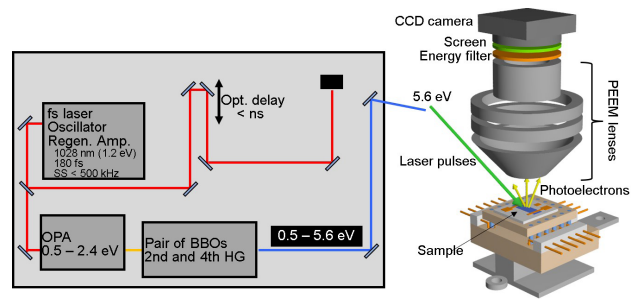 CCD camera
Screen
Energy filter
PEEM lenses
5.6 eV
Laser pulses
Photoelectrons
Sample
fs laser
Oscillator
Regen. Amp.
1028 nm (1.2 eV)
180 fs
SS < 500 kHz
Opt. delay
< ns
OPA
0.5 – 2.4 eV
Pair of BBOs
2nd and 4th HG
0.5 – 5.6 eV